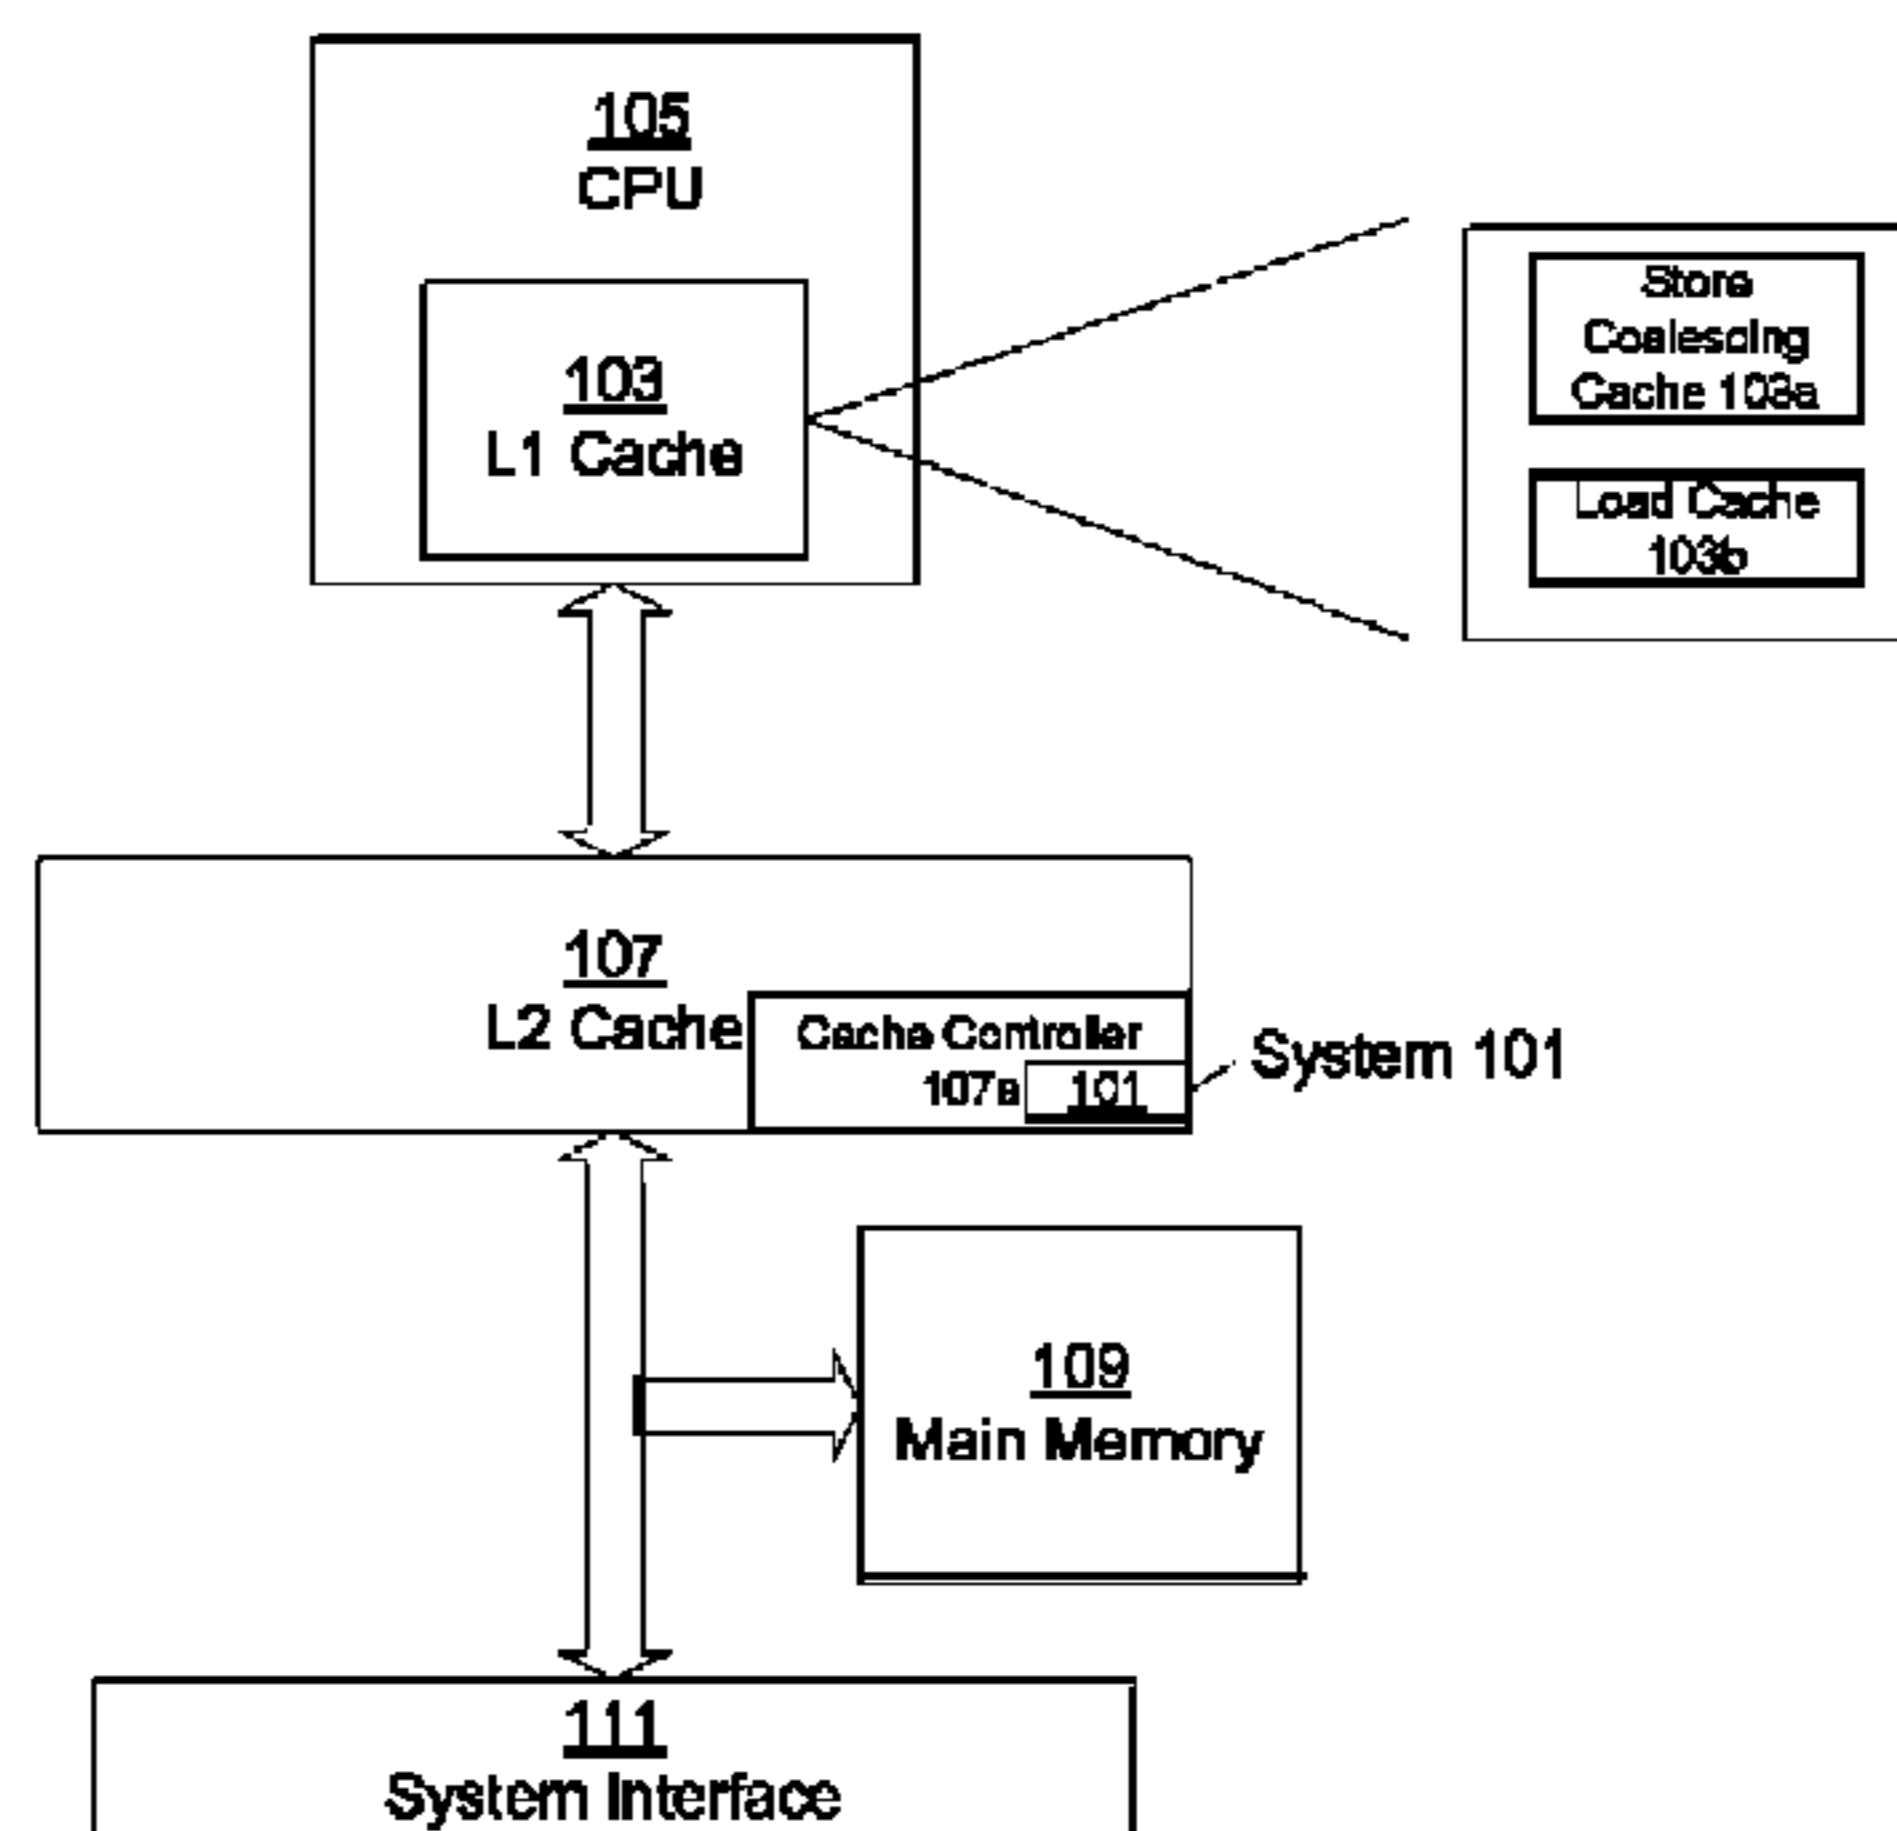 105
CPU
103
L1 Cache
Store
Coalescing
Cache 103a
Load Cache
103b
107
L2 Cache
Cache Controller
107a 101
System 101
109
Main Memory
111
System Interface